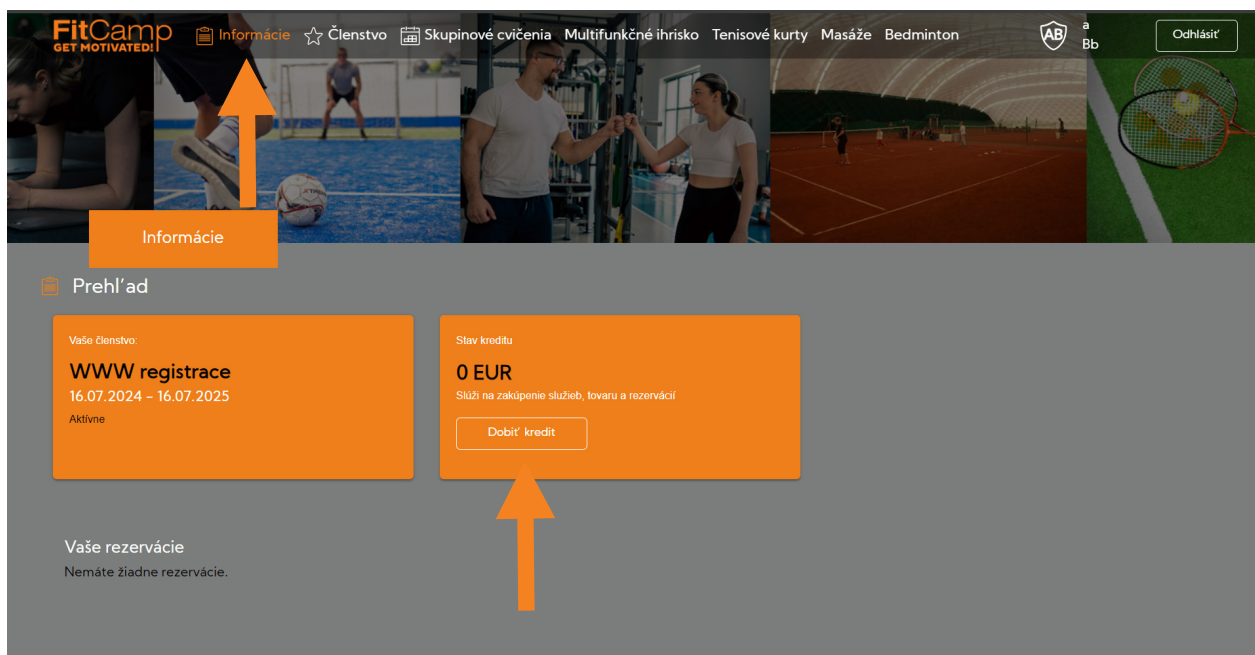 FitCamp
GET MOTIVATED!
Informácie Členstvo Skupinové cvičenia Multifunkčné ihrisko Tenisové kurty Masáže Bedminton
AB
a
Bb
Odhlásiť
Informácie
Prehľad
Vaše členstvo:
WWW registrace
16.07.2024 – 16.07.2025
Aktívne
Stav kreditu
0 EUR
Slúži na zakúpenie služieb, tovaru a rezervácií
Dobiť kredit
Vaše rezervácie
Nemáte žiadne rezervácie.